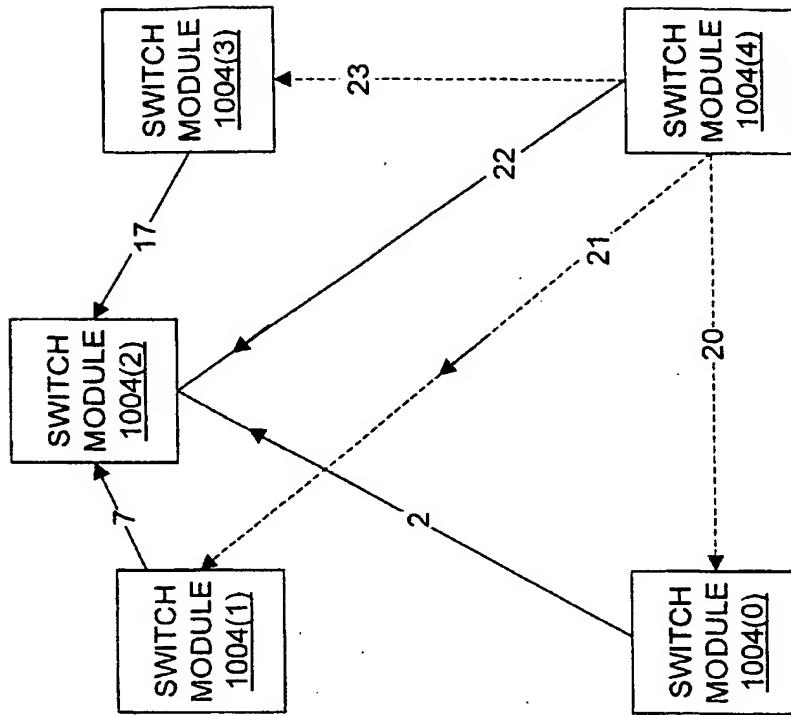 SWITCH
MODULE
1004(2)
SWITCH
MODULE
1004(1)
SWITCH
MODULE
1004(3)
7
17
2
22
23
21
20
SWITCH
MODULE
1004(0)
SWITCH
MODULE
1004(4)